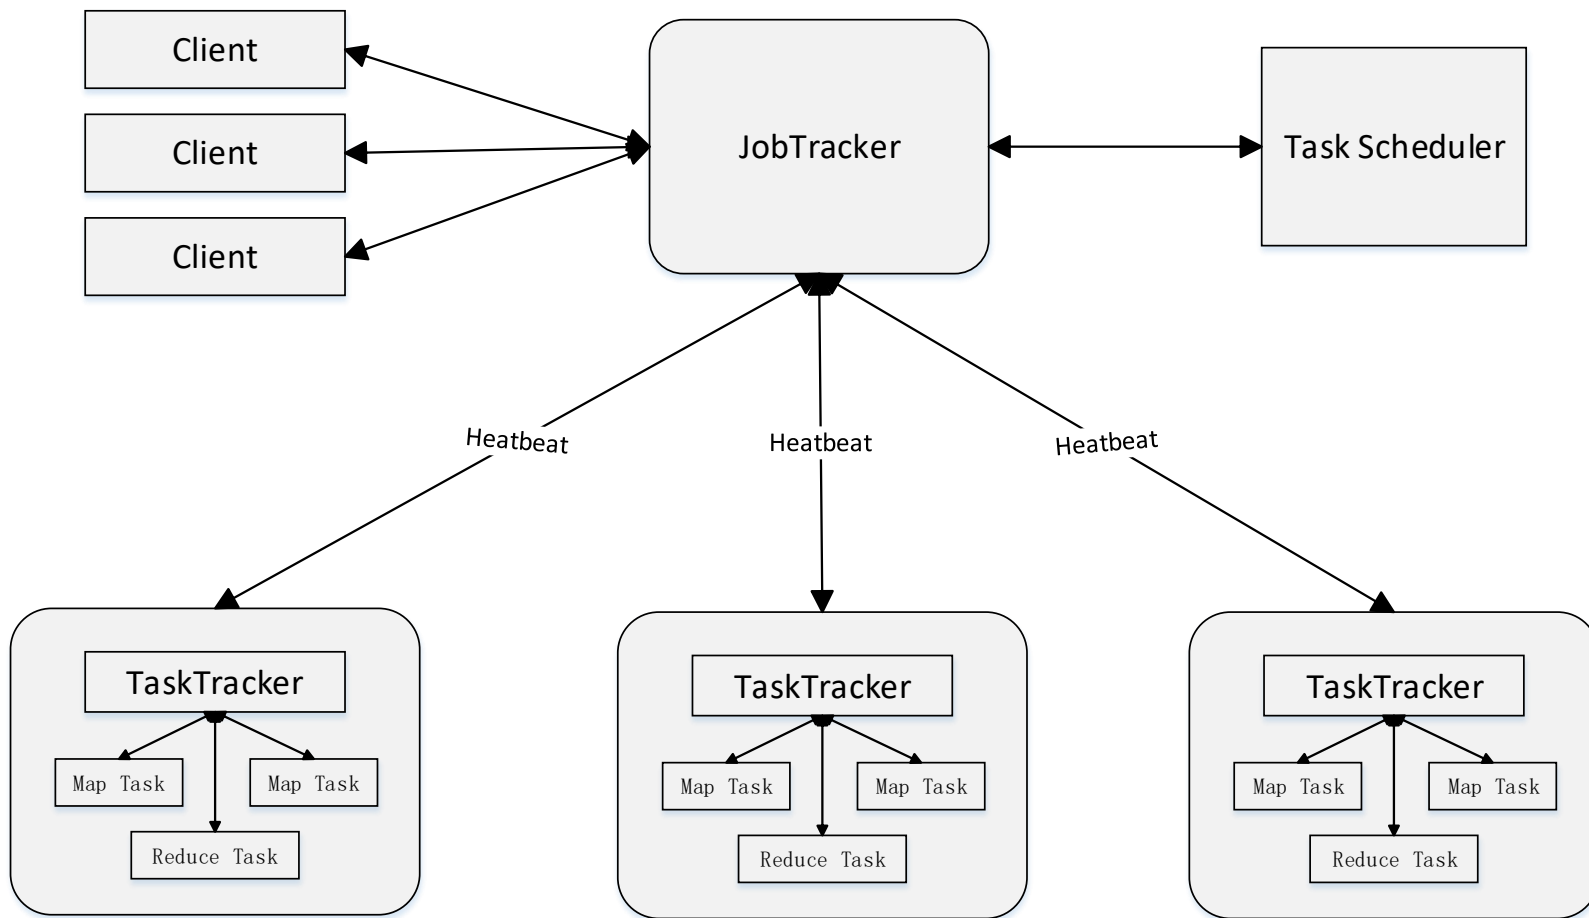 Client
Client
Client
JobTracker
Task Scheduler
Heatbeat
Heatbeat
Heatbeat
TaskTracker
Map Task
Map Task
Reduce Task
TaskTracker
Map Task
Map Task
Reduce Task
TaskTracker
Map Task
Map Task
Reduce Task